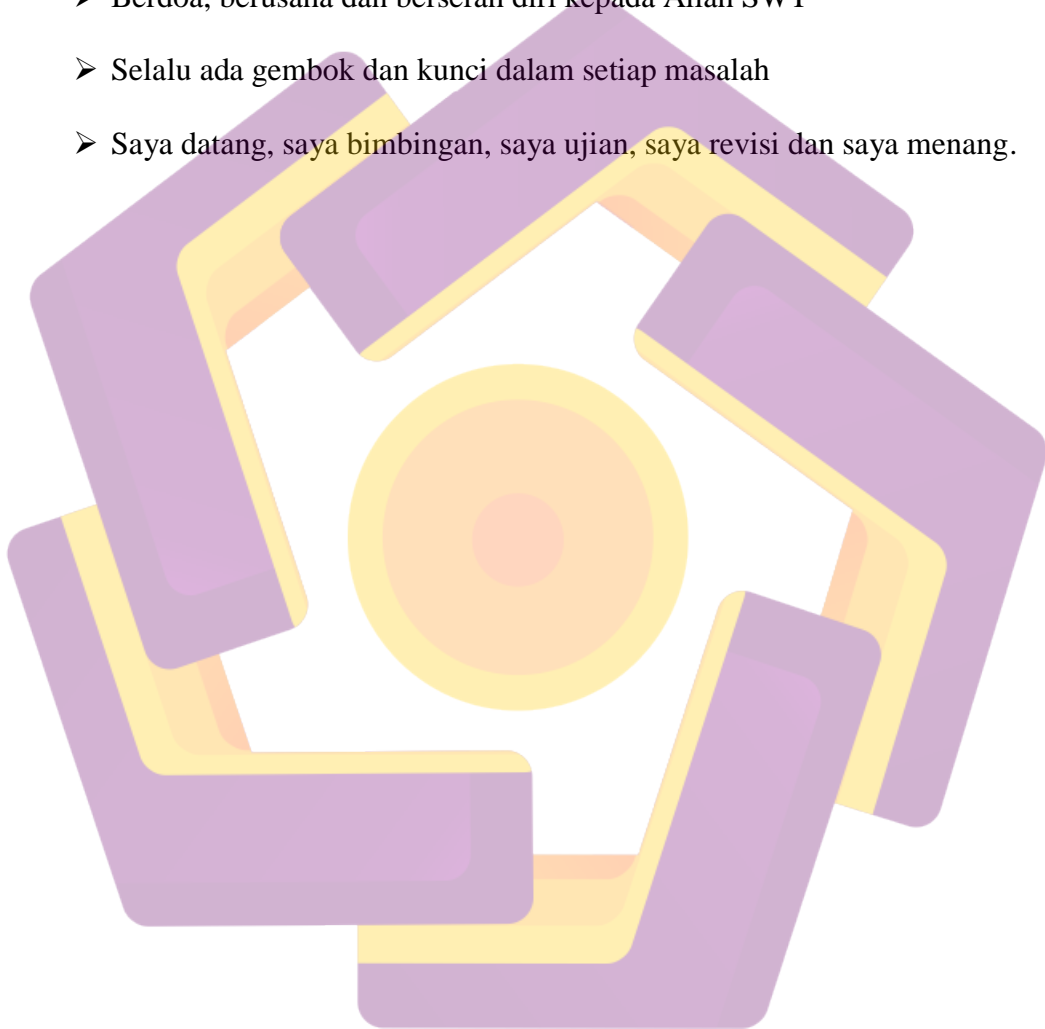 ➢ Berdoa, berusaha dan berserah diri kepada Allah SWT
➢ Selalu ada gembok dan kunci dalam setiap masalah
➢ Saya datang, saya bimbingan, saya ujian, saya revisi dan saya menang.